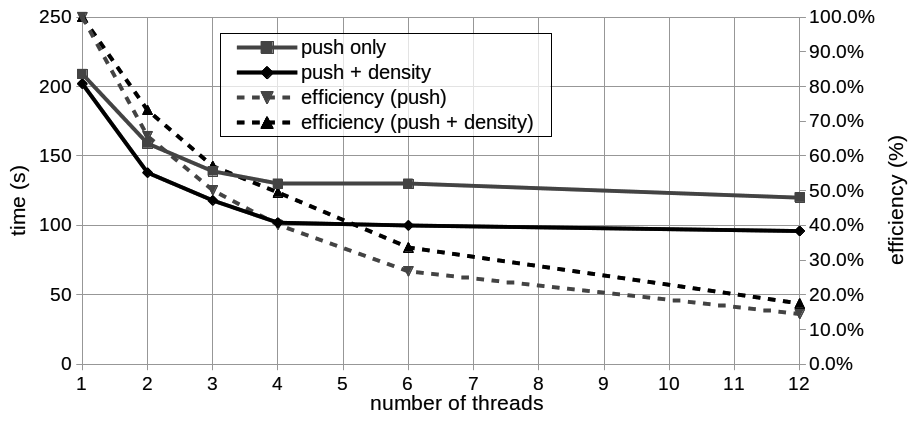 250
200
150
100
50
0
time (s)
push only
push + density
efficiency (push)
efficiency (push + density)
100.0%
90.0%
80.0%
70.0%
60.0%
50.0%
40.0%
30.0%
20.0%
10.0%
0.0%
efficiency (%)
1 2 3 4 5 6 7 8 9 10 11 12
number of threads